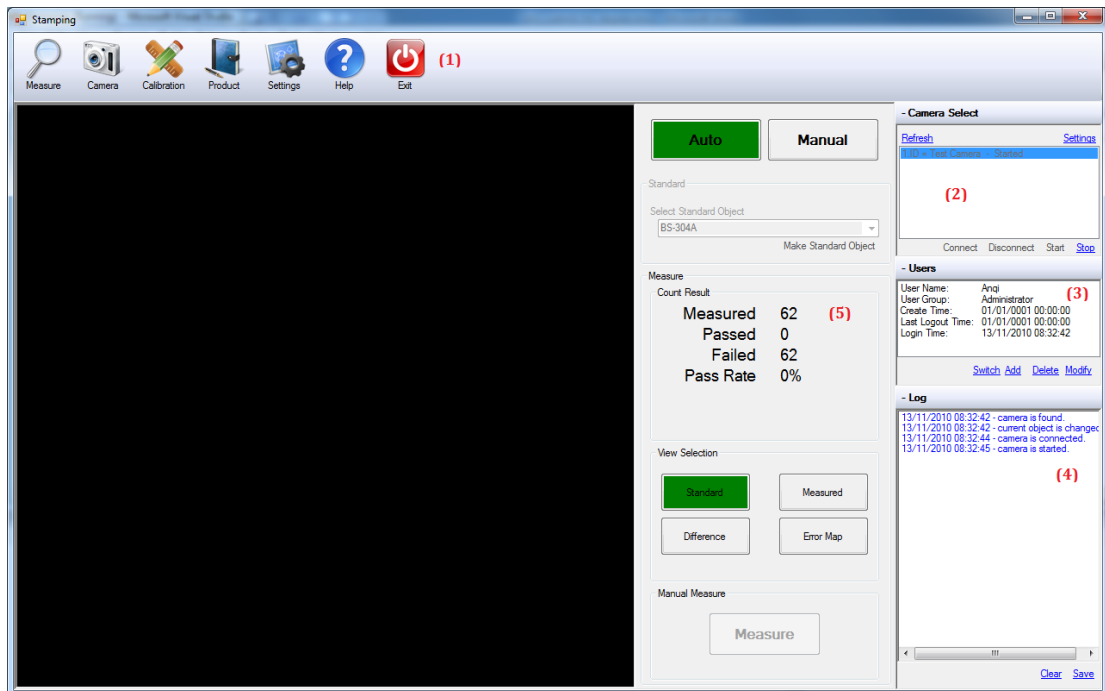 Stamping
Measure Camera Calibration Product Settings Help Exit (1)
Auto Manual
Standard
Select Standard Object
BS-304A
Make Standard Object
Measure
Count Result
Measured 62 (5)
Passed 0
Failed 62
Pass Rate 0%
View Selection
Standard Measured
Difference Error Map
Manual Measure
Measure
- Camera Select
Refresh Settings
1:ID = Test Camera - Started
(2)
Connect Disconnect Start Stop
- Users
User Name: Anqi (3)
User Group: Administrator
Create Time: 01/01/0001 00:00:00
Last Logout Time: 01/01/0001 00:00:00
Login Time: 13/11/2010 08:32:42
Switch Add Delete Modify
- Log
13/11/2010 08:32:42 - camera is found.
13/11/2010 08:32:42 - current object is changed
13/11/2010 08:32:44 - camera is connected.
13/11/2010 08:32:45 - camera is started.
(4)
Clear Save